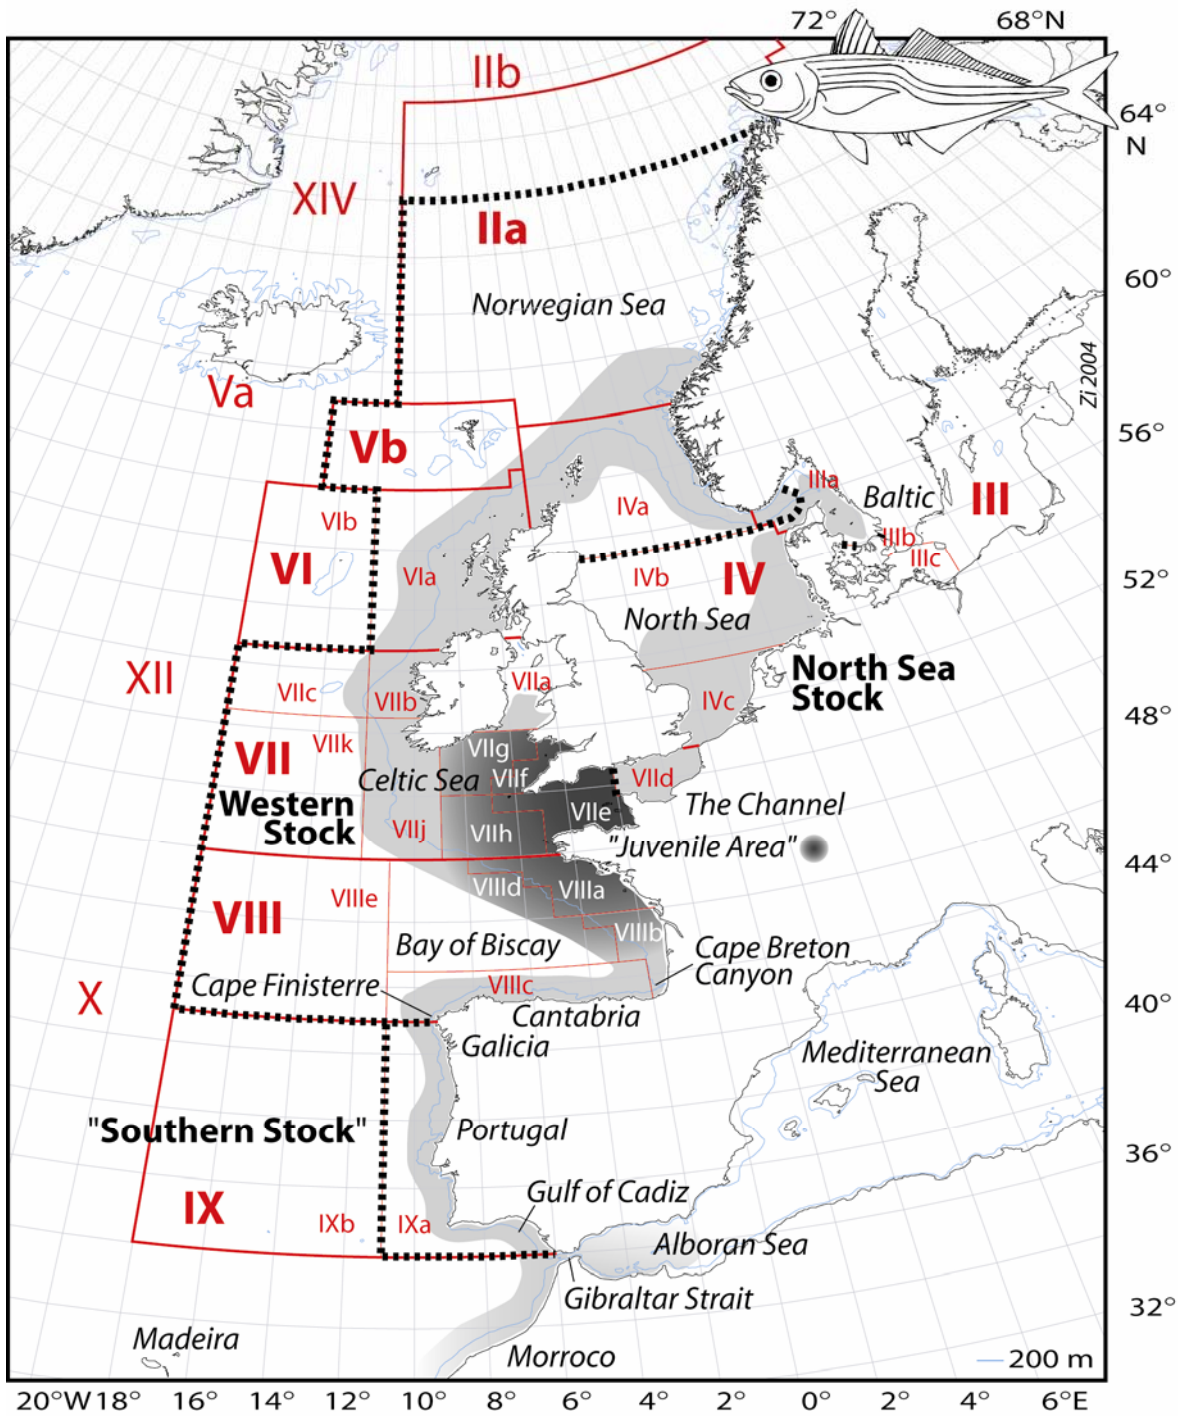 72° 68°N
IIb
64°
N
XIV
IIa
60°
Norwegian Sea
Zi 2004
Va
56°
Vb
IIIa
Baltic
III
VIb
IVa
IIIb
IIIc
VI
VIa
IVb
IV
52°
North Sea
XII
VIIc
VIIb
VIIa
IVc
North Sea
Stock
48°
VII
VIIk
VIIg
Celtic Sea
VIIf
VIId
Western
Stock
VIIj
VIIh
VIIe
The Channel
"Juvenile Area"
44°
VIIIe
VIIId
VIIIa
VIII
VIIIb
Bay of Biscay
Cape Breton
Canyon
X
Cape Finisterre
VIIIc
40°
Cantabria
Galicia
Mediterranean
Sea
"Southern Stock"
Portugal
36°
IX
IXb
IXa
Gulf of Cadiz
Alboran Sea
Gibraltar Strait
32°
Madeira
Morroco
200 m
20°W 18° 16° 14° 12° 10° 8° 6° 4° 0° 2° 4° 6°E